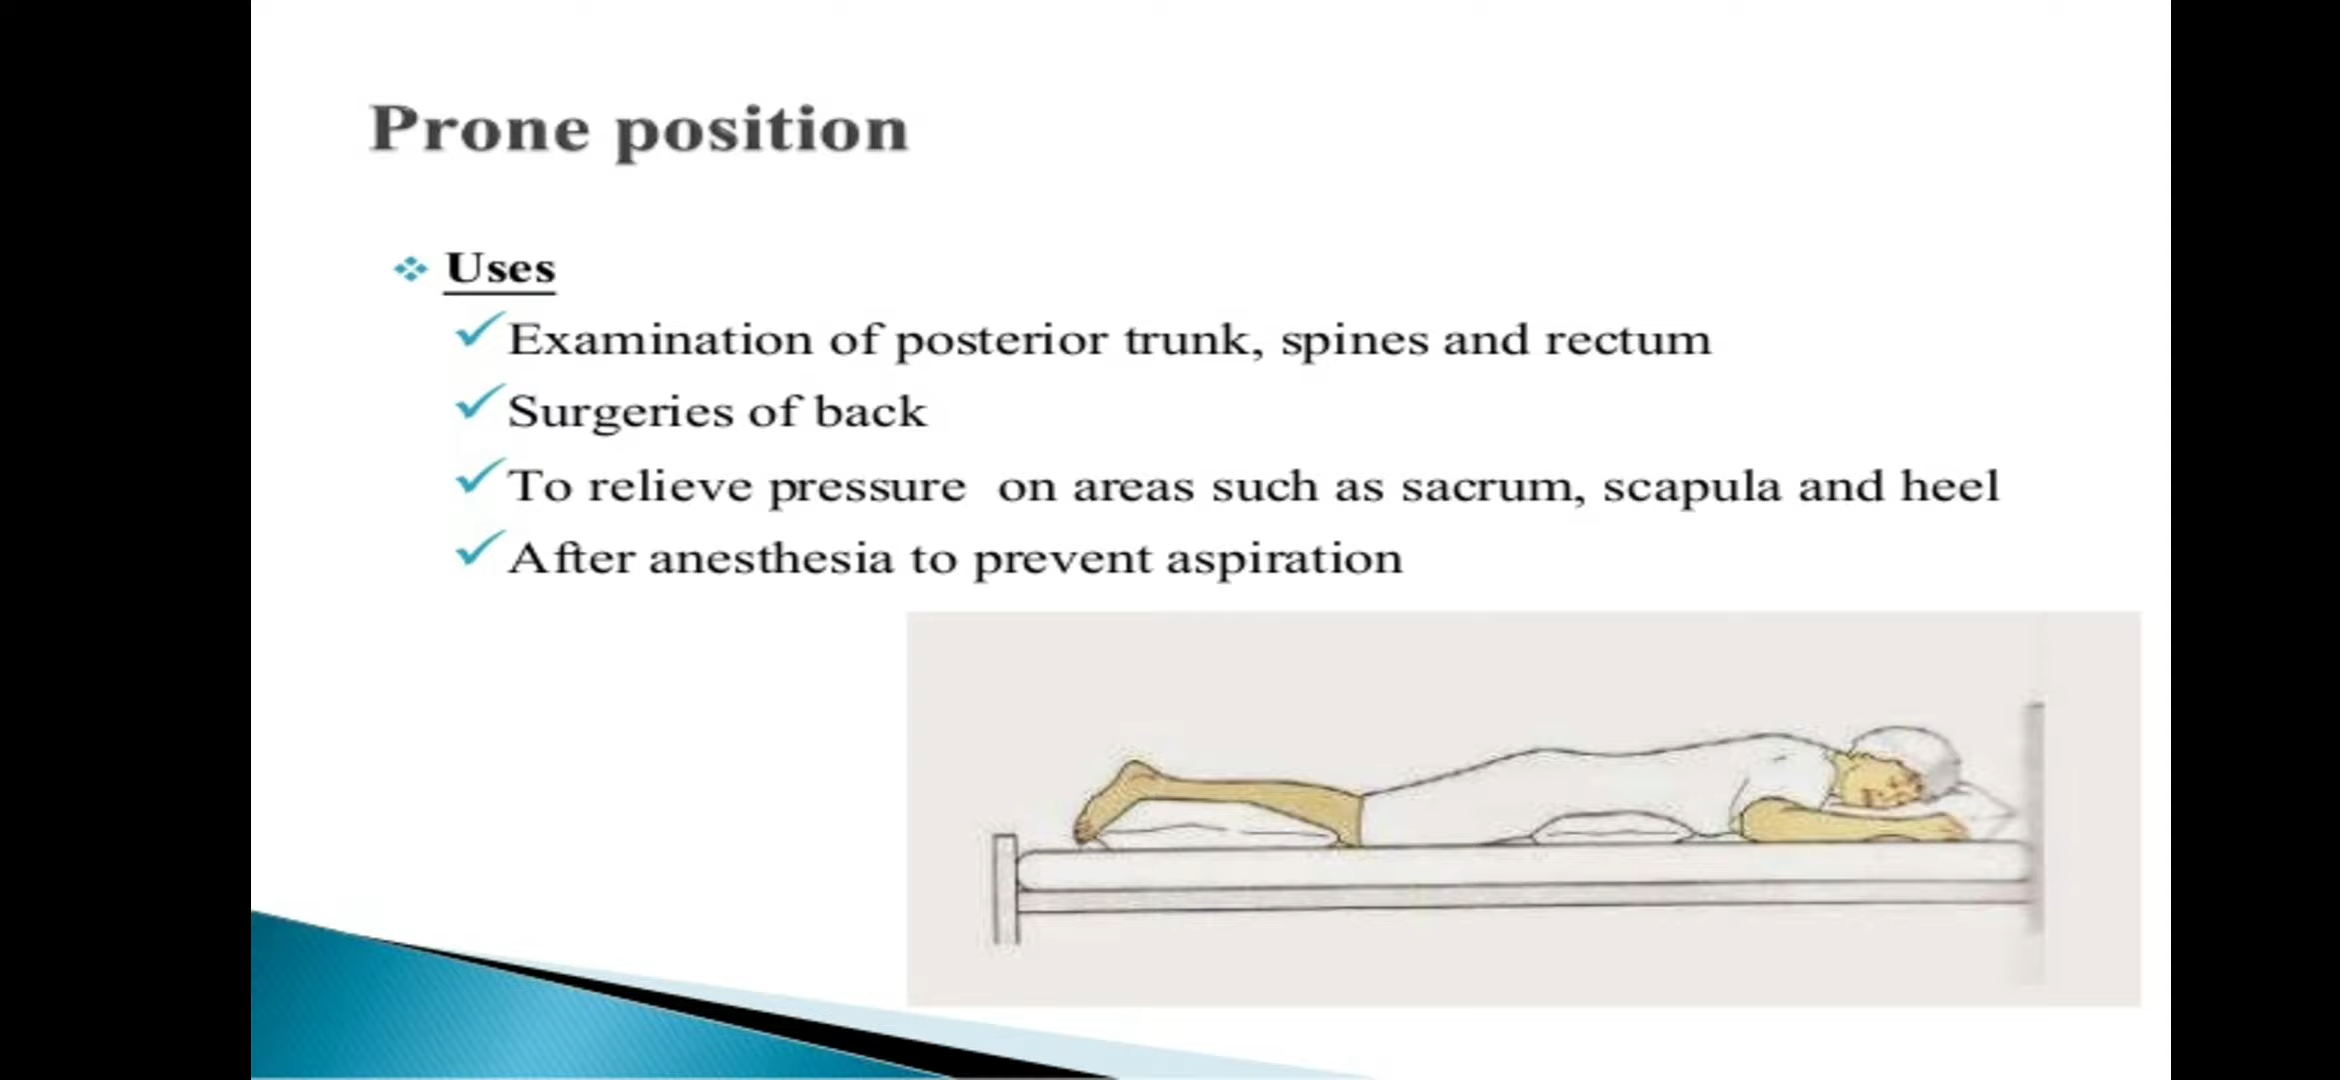 Prone position
Uses
Examination of posterior trunk, spines and rectum
Surgeries of back
To relieve pressure on areas such as sacrum, scapula and heel
After anesthesia to prevent aspiration